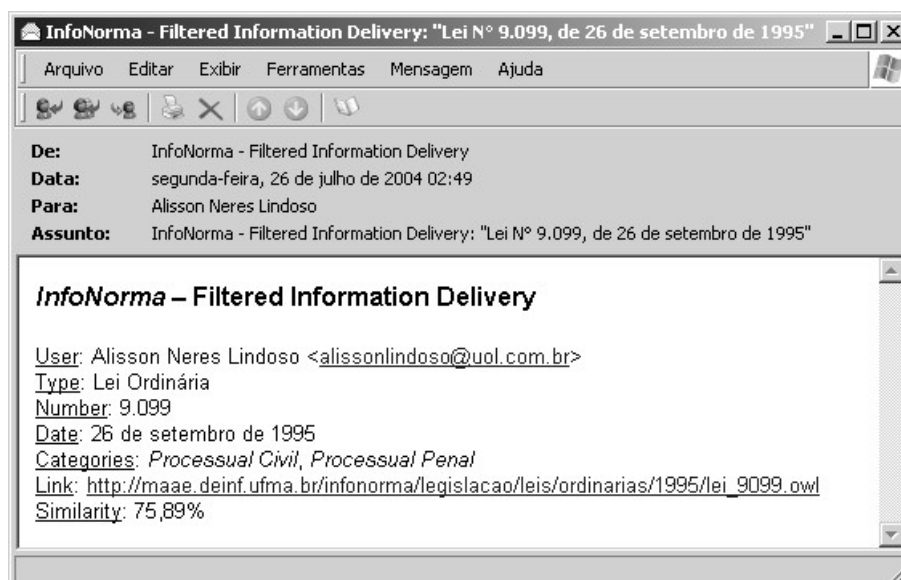 InfoNorma - Filtered Information Delivery: "Lei Nº 9.099, de 26 de setembro de 1995"
Arquivo Editar Exibir Ferramentas Mensagem Ajuda
De: InfoNorma - Filtered Information Delivery
Data: segunda-feira, 26 de julho de 2004 02:49
Para: Alisson Neres Lindoso
Assunto: InfoNorma - Filtered Information Delivery: "Lei Nº 9.099, de 26 de setembro de 1995"
InfoNorma – Filtered Information Delivery
User: Alisson Neres Lindoso <alissonlindoso@uol.com.br>
Type: Lei Ordinária
Number: 9.099
Date: 26 de setembro de 1995
Categories: Processual Civil, Processual Penal
Link: http://maae.deinf.ufma.br/infonorma/legislacao/leis/ordinarias/1995/lei_9099.owl
Similarity: 75,89%